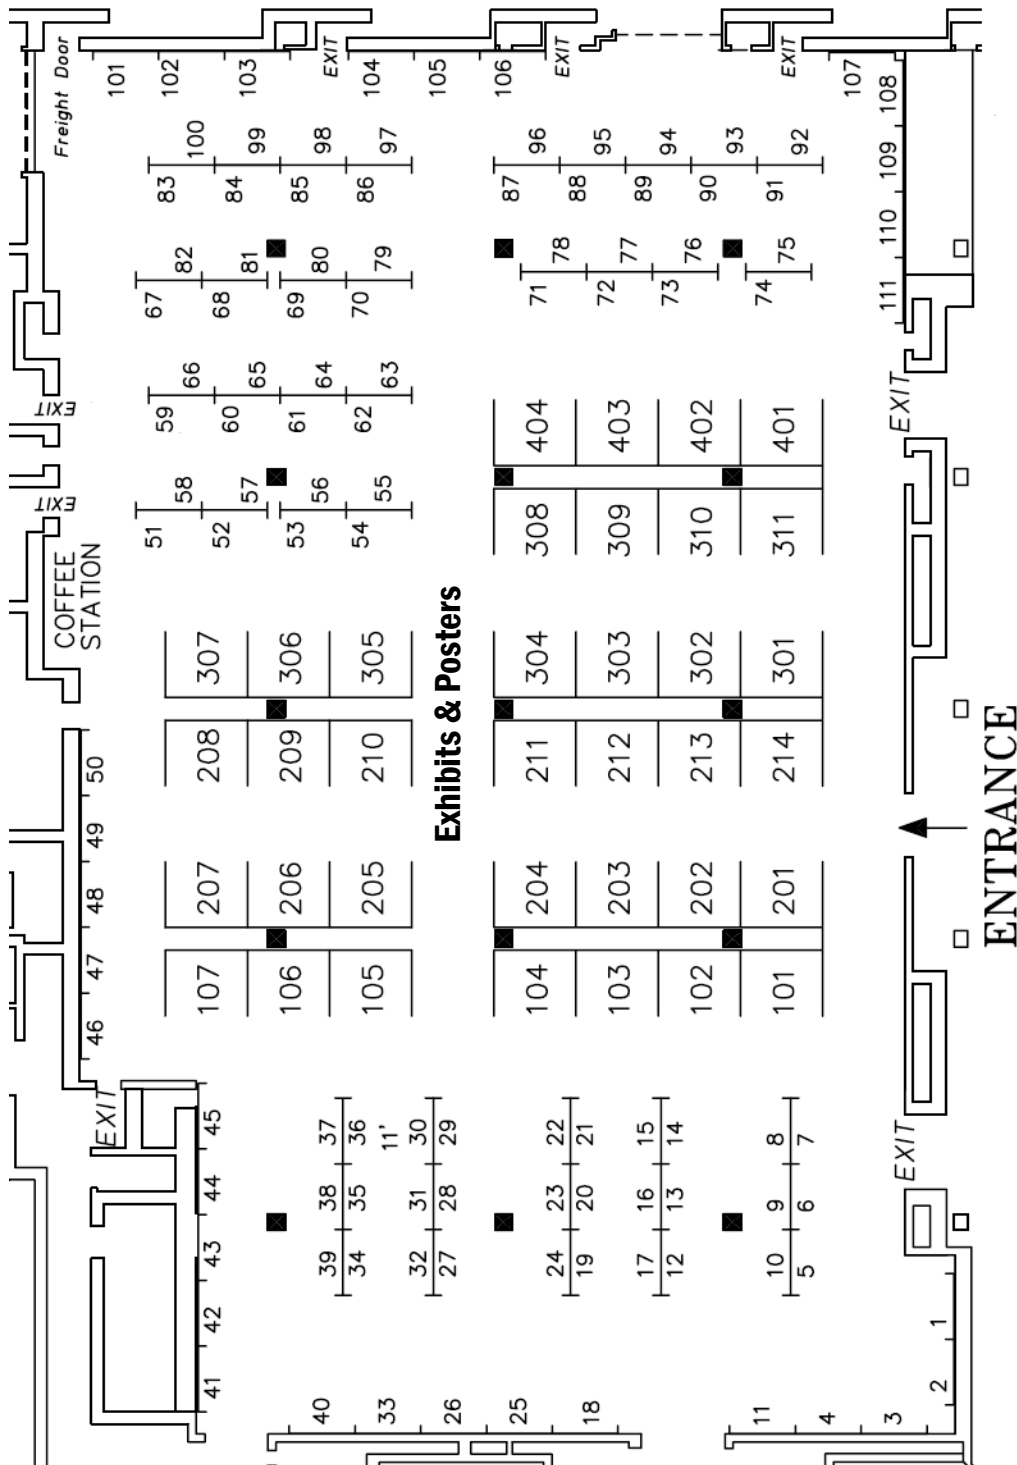 Freight Door
101 102 103
EXIT
104 105 106
EXIT
EXIT
107
108
109
110
111
100 99 98 97
83 84 85 86
96 95 94 93 92
87 88 89 90 91
82 81 80 79
67 68 69 70
78 77 76 75
71 72 73 74
66 65 64 63
59 60 61 62
58 57 56 55
51 52 53 54
EXIT
EXIT
EXIT
COFFEE
STATION
404 403 402 401
308 309 310 311
307 306 305
208 209 210
304 303 302 301
211 212 213 214
Exhibits & Posters
207 206 205
107 106 105
204 203 202 201
104 103 102 101
ENTRANCE
50
49
48
47
46
EXIT
EXIT
45
44
43
42
41
37 36 11' 30 29
38 35 31 28
39 34 32 27
22 21 15 14 8 7
23 20 16 13 9 6
24 19 17 12 10 5
1
2
40 33 26 25 18
11 4 3